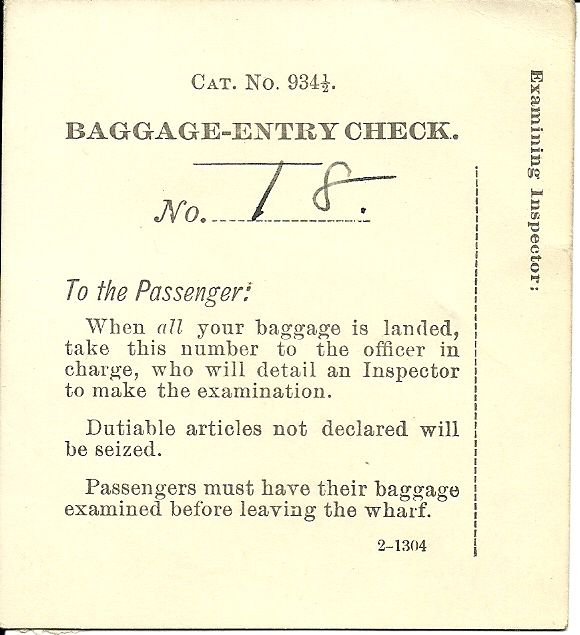 CAT. NO. 934½.
BAGGAGE-ENTRY CHECK.
No. 18.
To the Passenger:
When all your baggage is landed,
take this number to the officer in
charge, who will detail an Inspector
to make the examination.
Dutiable articles not declared will
be seized.
Passengers must have their baggage
examined before leaving the wharf.
2-1304
Examining Inspector: